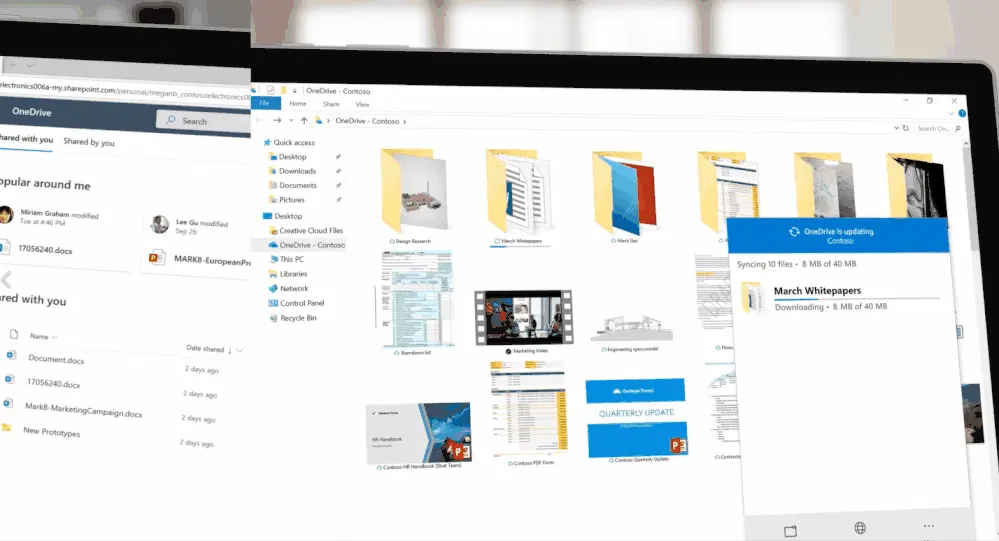 electronics006a-my.sharepoint.com/personal/meganb_contosoelectronics00
OneDrive
Search
hared with you
Shared by you
opular around me
Miriam Graham modified
Tue at 4:46 PM
17056240.docx
Lee Gu modified
Sep 26
MARK8-EuropeanPr
ared with you
Name
Date shared
Document.docx
2 days ago
17056240.docx
2 days ago
Mark8-MarketingCampaign.docx
2 days ago
New Prototypes
2 days ago
OneDrive - Contoso
File
Home
Share
View
OneDrive - Contoso
Search On...
Quick access
Desktop
Downloads
Documents
Pictures
Desktop
Creative Cloud Files
OneDrive - Contoso
This PC
Libraries
Network
Control Panel
Recycle Bin
Design Research
March Whitepapers
Mech Ups
Burndown list
Marketing Video
Engineering specs.model
HR Handbook
Contoso HR Handbook (Strat Team)
Contoso PDF Form
QUARTERLY UPDATE
Contoso Quarterly Update
OneDrive is updating
Contoso
Syncing 10 files • 8 MB of 40 MB
March Whitepapers
Downloading • 8 MB of 40 MB